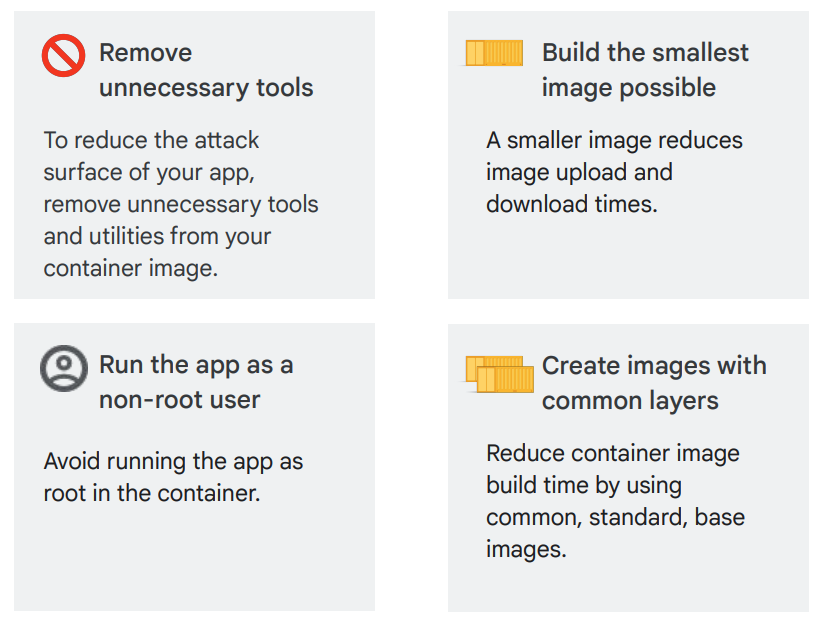 Remove
unnecessary tools
To reduce the attack
surface of your app,
remove unnecessary tools
and utilities from your
container image.
Build the smallest
image possible
A smaller image reduces
image upload and
download times.
Run the app as a
non-root user
Avoid running the app as
root in the container.
Create images with
common layers
Reduce container image
build time by using
common, standard, base
images.